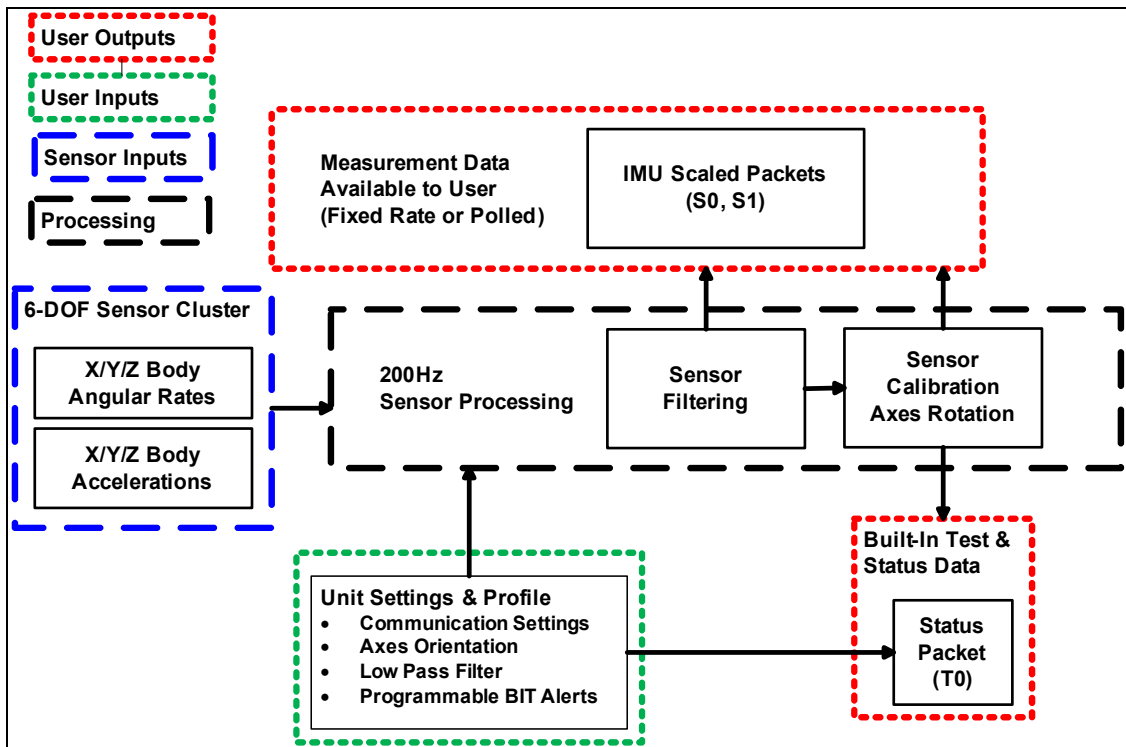 User Outputs
User Inputs
Sensor Inputs
Processing
Measurement Data
Available to User
(Fixed Rate or Polled)
IMU Scaled Packets
(S0, S1)
6-DOF Sensor Cluster
X/Y/Z Body
Angular Rates
X/Y/Z Body
Accelerations
200Hz
Sensor Processing
Sensor
Filtering
Sensor
Calibration
Axes Rotation
Unit Settings & Profile
• Communication Settings
• Axes Orientation
• Low Pass Filter
• Programmable BIT Alerts
Built-In Test &
Status Data
Status
Packet
(T0)